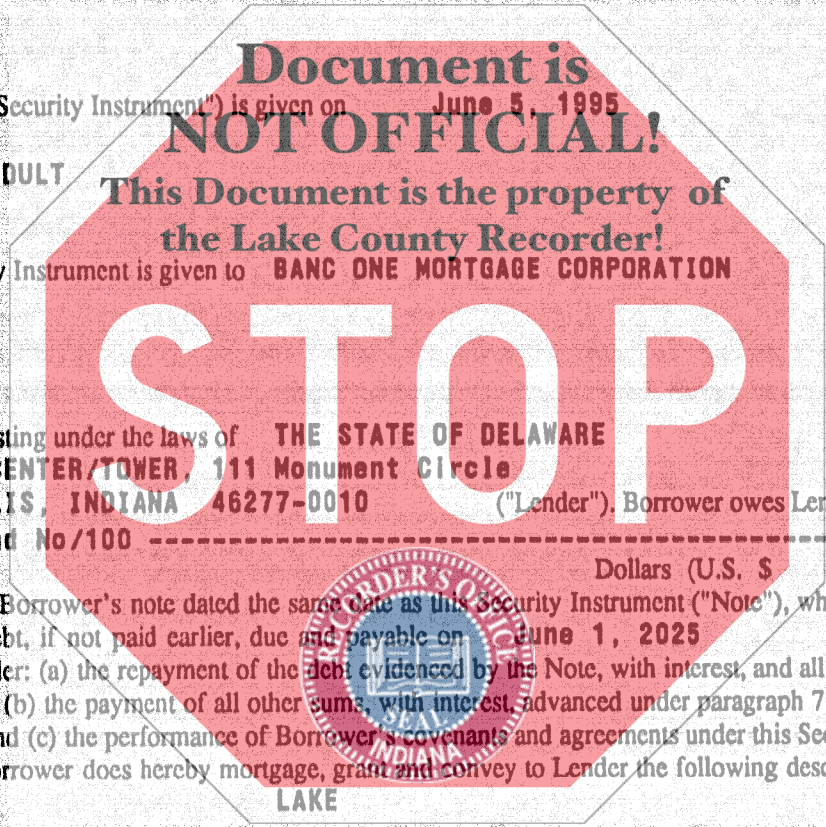 Document is
Security Instrument") is given on June 5, 1995
NOT OFFICIAL!
DULT
This Document is the property of
the Lake County Recorder!
Instrument is given to BANC ONE MORTGAGE CORPORATION
STOP
sting under the laws of THE STATE OF DELAWARE
CENTER/TOWER, 111 Monument Circle
IS, INDIANA 46277-0010 ("Lender"). Borrower owes Len
d No/100 ------------------------------------------------
Dollars (U.S. $
RECORDER'S OFFICE
Borrower's note dated the same date as this Security Instrument ("Note"), wh
bt, if not paid earlier, due and payable on June 1, 2025
er: (a) the repayment of the debt evidenced by the Note, with interest, and all
(b) the payment of all other sums, with interest, advanced under paragraph 7
SEAL
nd (c) the performance of Borrower's covenants and agreements under this Sec
INDIANA
rrower does hereby mortgage, grant and convey to Lender the following desc
LAKE